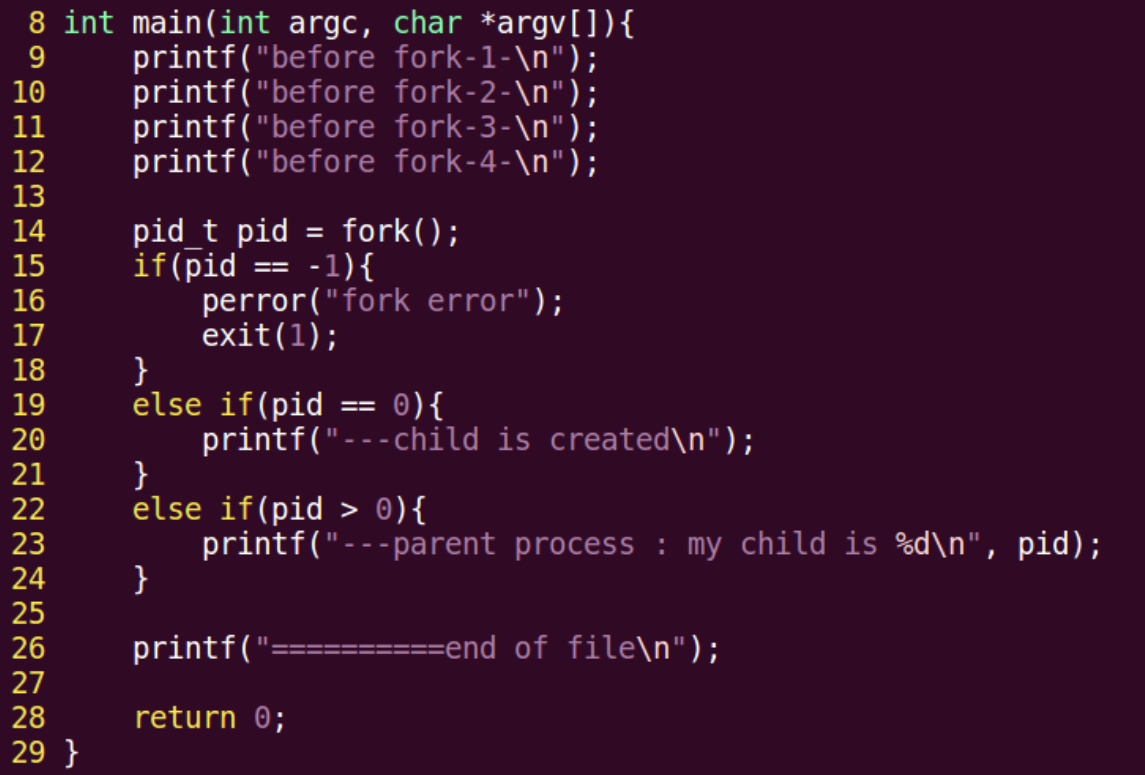 8 int main(int argc, char *argv[]){
9     printf("before fork-1-\n");
10     printf("before fork-2-\n");
11     printf("before fork-3-\n");
12     printf("before fork-4-\n");
13
14     pid_t pid = fork();
15     if(pid == -1){
16         perror("fork error");
17         exit(1);
18     }
19     else if(pid == 0){
20         printf("---child is created\n");
21     }
22     else if(pid > 0){
23         printf("---parent process : my child is %d\n", pid);
24     }
25
26     printf("==========end of file\n");
27
28     return 0;
29 }